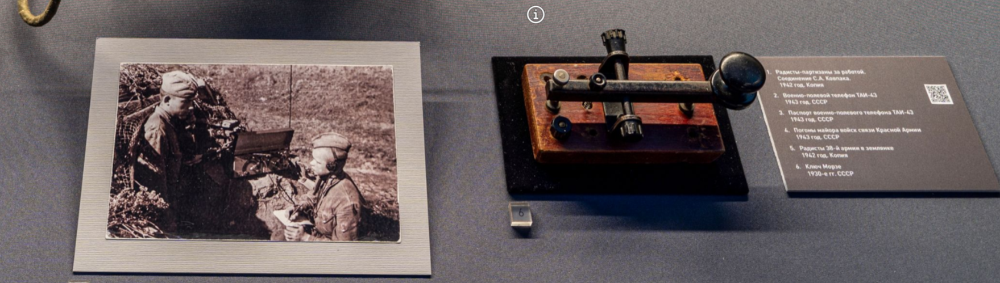 6
1. Радисты-партизаны за работой.
Соединение С.А. Ковпака.
1942 год. Копия
2. Военно-полевой телефон ТАИ-43
1943 год. СССР
3. Паспорт военно-полевого телефона ТАИ-43
1943 год. СССР
4. Погоны майора войск связи Красной Армии
1943 год. СССР
5. Радисты 38-й армии в землянке
1942 год. Копия
6. Ключ Морзе
1930-е гг. СССР